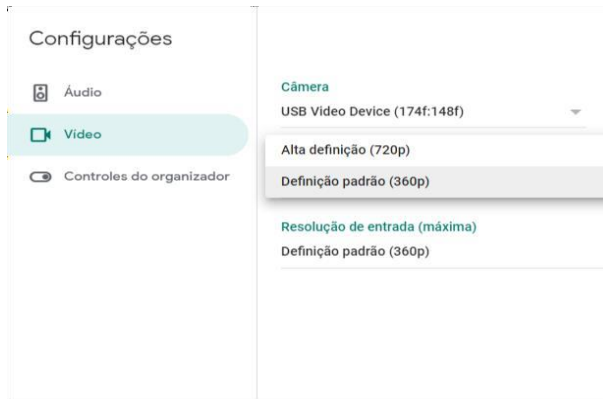 Configurações
Áudio
Vídeo
Controles do organizador
Câmera
USB Video Device (174f:148f)
Alta definição (720p)
Definição padrão (360p)
Resolução de entrada (máxima)
Definição padrão (360p)